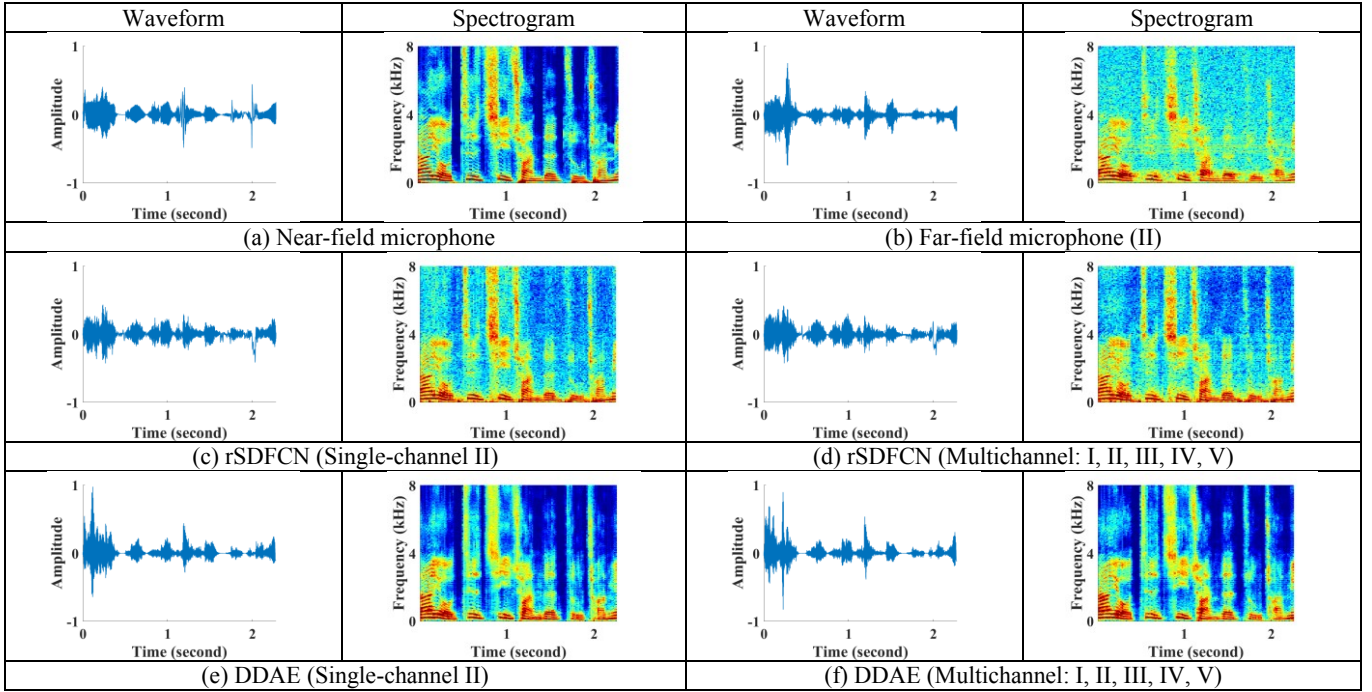 Waveform
Spectrogram
Waveform
Spectrogram
1
0
-1
Amplitude
0
1
2
Time (second)
8
4
0
Frequency (kHz)
1
2
Time (second)
1
0
-1
Amplitude
0
1
2
Time (second)
8
4
0
Frequency (kHz)
1
2
Time (second)
(a) Near-field microphone
(b) Far-field microphone (II)
1
0
-1
Amplitude
0
1
2
Time (second)
8
4
0
Frequency (kHz)
1
2
Time (second)
1
0
-1
Amplitude
0
1
2
Time (second)
8
4
0
Frequency (kHz)
1
2
Time (second)
(c) rSDFCN (Single-channel II)
(d) rSDFCN (Multichannel: I, II, III, IV, V)
1
0
-1
Amplitude
0
1
2
Time (second)
8
4
0
Frequency (kHz)
1
2
Time (second)
1
0
-1
Amplitude
0
1
2
Time (second)
8
4
0
Frequency (kHz)
1
2
Time (second)
(e) DDAE (Single-channel II)
(f) DDAE (Multichannel: I, II, III, IV, V)